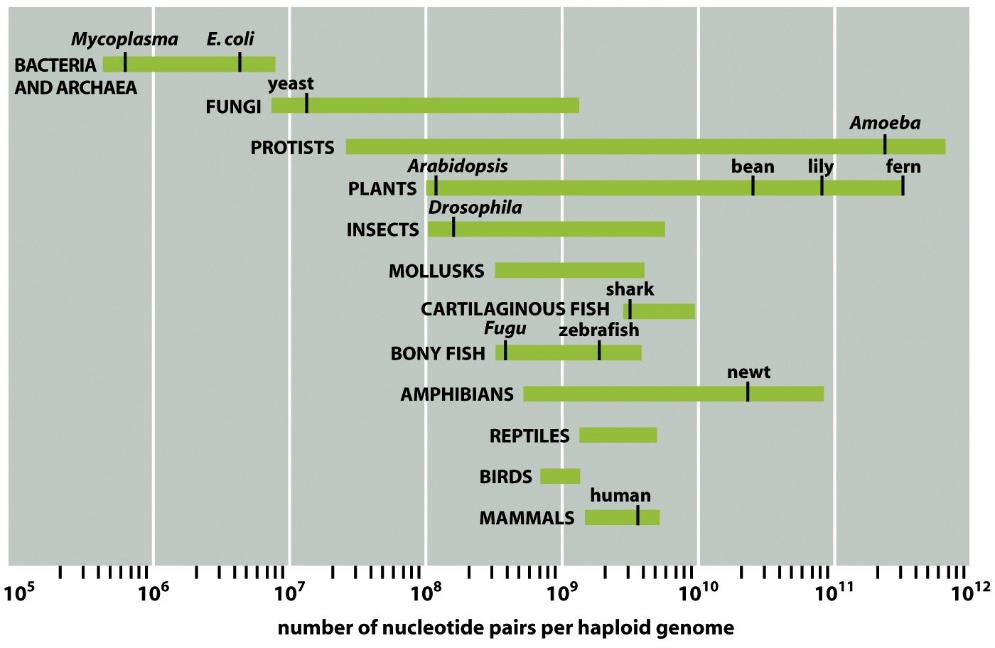 Mycoplasma E. coli
BACTERIA
AND ARCHAEA
yeast
FUNGI
Amoeba
PROTISTS
Arabidopsis bean lily fern
PLANTS
Drosophila
INSECTS
MOLLUSKS
shark
CARTILAGINOUS FISH
Fugu zebrafish
BONY FISH
newt
AMPHIBIANS
REPTILES
BIRDS
human
MAMMALS
10⁵ 10⁶ 10⁷ 10⁸ 10⁹ 10¹⁰ 10¹¹ 10¹²
number of nucleotide pairs per haploid genome